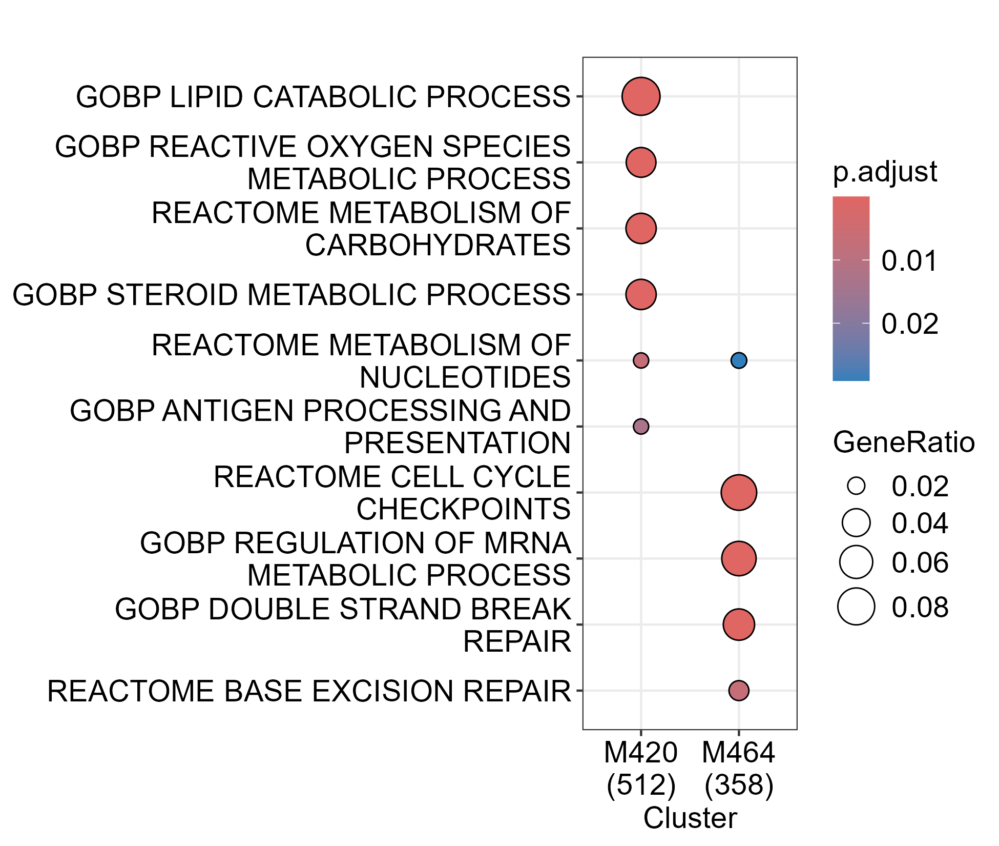 GOBP LIPID CATABOLIC PROCESS
GOBP REACTIVE OXYGEN SPECIES
METABOLIC PROCESS
REACTOME METABOLISM OF
CARBOHYDRATES
GOBP STEROID METABOLIC PROCESS
REACTOME METABOLISM OF
NUCLEOTIDES
GOBP ANTIGEN PROCESSING AND
PRESENTATION
REACTOME CELL CYCLE
CHECKPOINTS
GOBP REGULATION OF MRNA
METABOLIC PROCESS
GOBP DOUBLE STRAND BREAK
REPAIR
REACTOME BASE EXCISION REPAIR
M420
(512)
M464
(358)
Cluster
p.adjust
0.01
0.02
GeneRatio
0.02
0.04
0.06
0.08